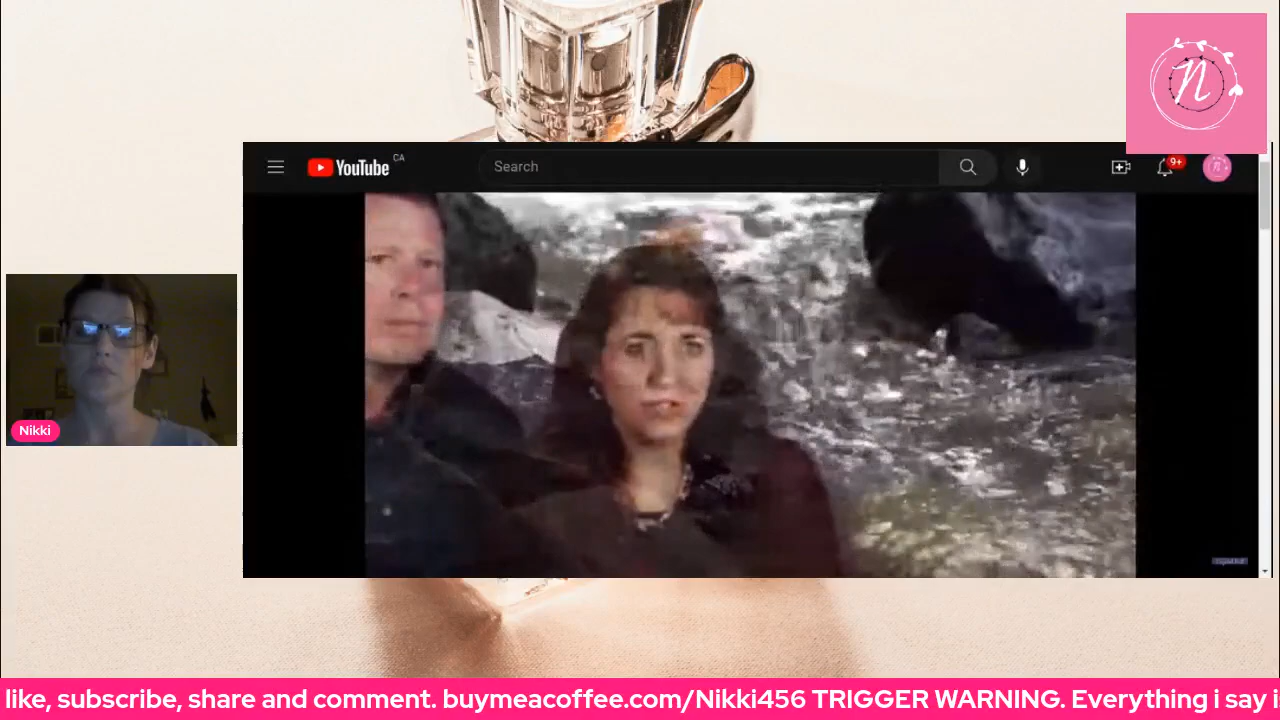 N
YouTube
CA
Search
9+
Nikki
like, subscribe, share and comment. buymeacoffee.com/Nikki456 TRIGGER WARNING. Everything i say i